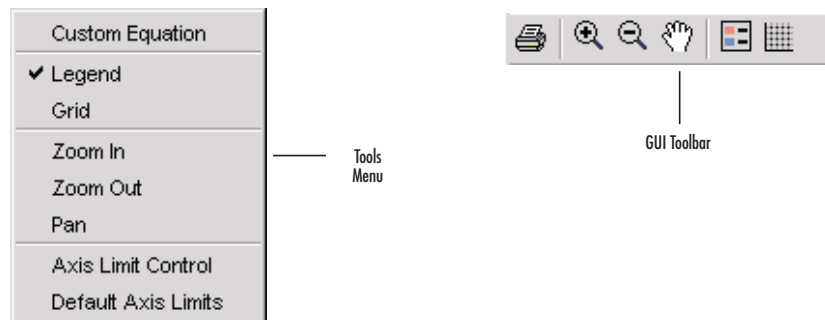 Custom Equation
Legend
Grid
Zoom In
Zoom Out
Pan
Axis Limit Control
Default Axis Limits
Tools
Menu
GUI Toolbar